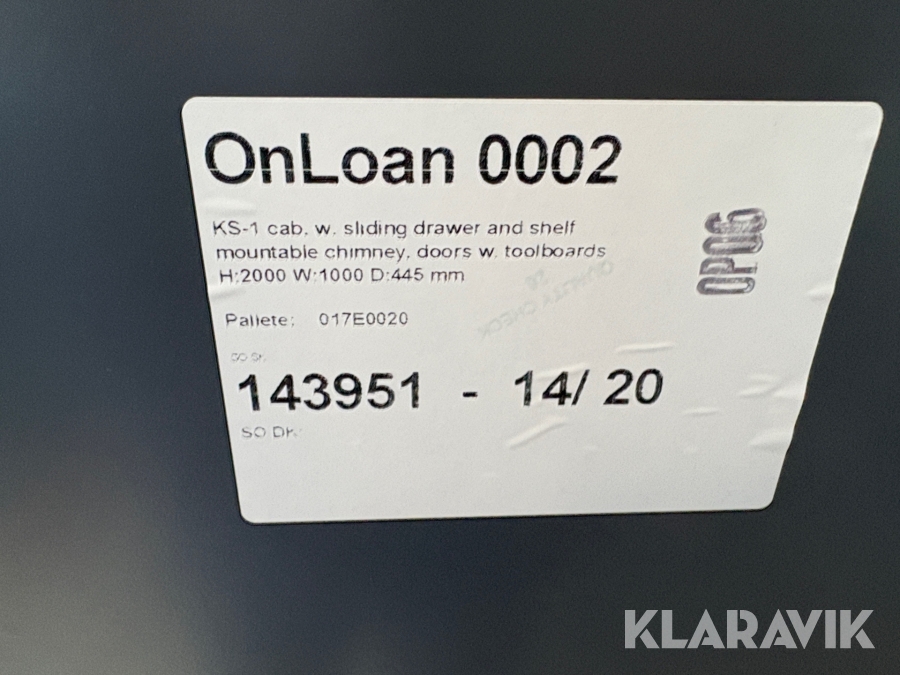 OnLoan 0002
KS-1 cab. w. sliding drawer and shelf
mountable chimney, doors w. toolboards
H:2000 W:1000 D:445 mm
OP06
Pallete: 017E0020
143951 - 14/ 20
SO Dk:
KLARAVIK